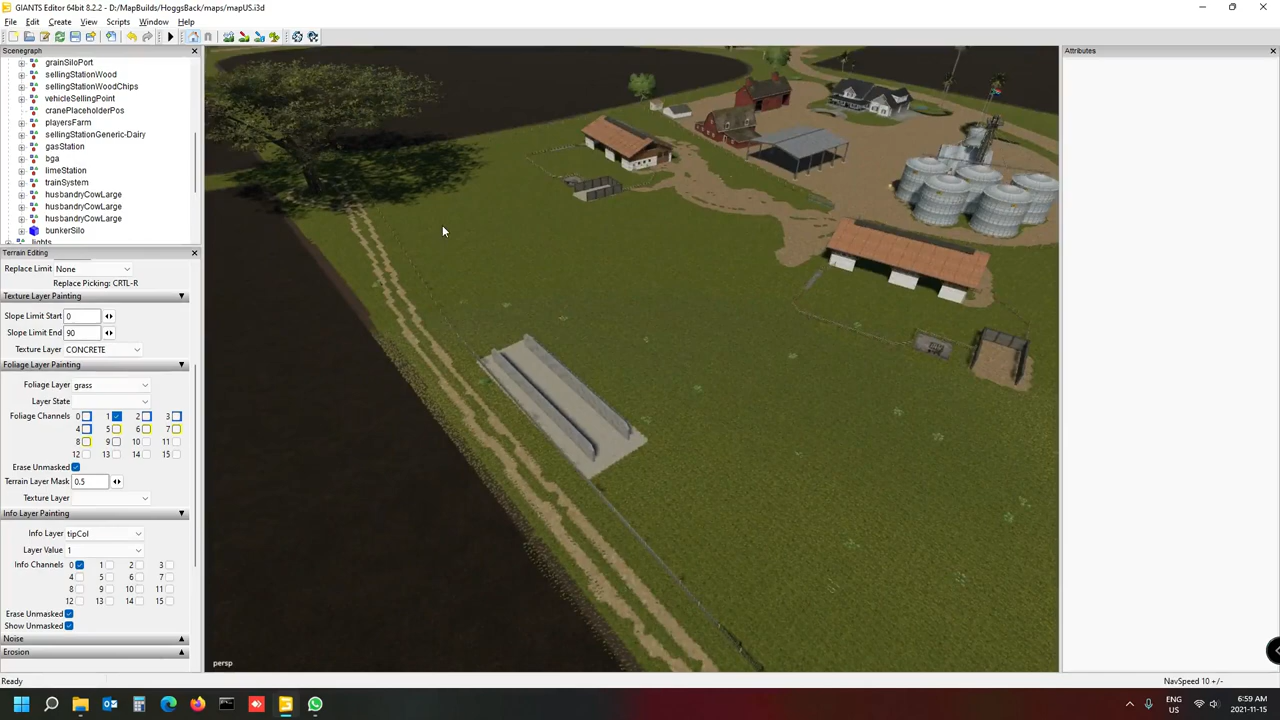 GIANTS Editor 64bit 8.2.2 - D:/MapBuilds/HoggsBack/maps/mapUS.i3d
File Edit Create View Scripts Window Help
Scenegraph
Attributes
grainSiloPort
sellingStationWood
sellingStationWoodChips
vehicleSellingPoint
cranePlaceholderPos
playersFarm
sellingStationGeneric-Dairy
gasStation
bga
limeStation
trainSystem
husbandryCowLarge
husbandryCowLarge
husbandryCowLarge
bunkerSilo
lights
Terrain Editing
Replace Limit None
Replace Picking: CRTL-R
Texture Layer Painting
Slope Limit Start 0
Slope Limit End 90
Texture Layer CONCRETE
Foliage Layer Painting
Foliage Layer grass
Layer State
Foliage Channels 0 1 2 3
4 5 6 7
8 9 10 11
12 13 14 15
Erase Unmasked
Terrain Layer Mask 0.5
Texture Layer
Info Layer Painting
Info Layer tipCol
Layer Value 1
Info Channels 0 1 2 3
4 5 6 7
8 9 10 11
12 13 14 15
Erase Unmasked
Show Unmasked
Noise
Erosion
persp
Ready
NavSpeed 10 +/-
ENG
US
6:59 AM
2021-11-15